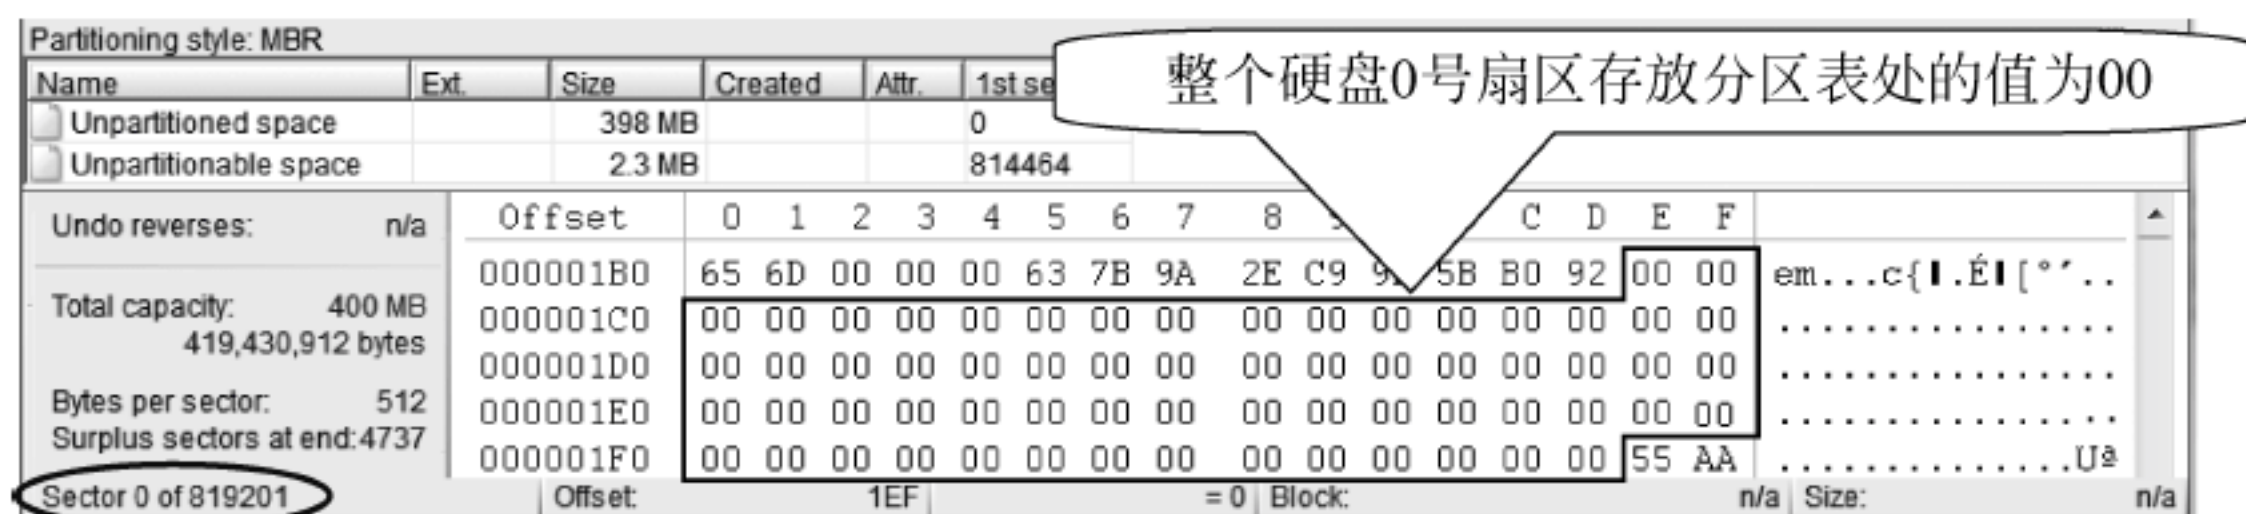 Partitioning style: MBR
整个硬盘0号扇区存放分区表处的值为00
Name Ext. Size Created Attr. 1st se
Unpartitioned space 398 MB 0
Unpartitionable space 2.3 MB 814464
Undo reverses: n/a
Total capacity: 400 MB
419,430,912 bytes
Bytes per sector: 512
Surplus sectors at end: 4737
Offset 0 1 2 3 4 5 6 7 8 C D E F
000001B0 65 6D 00 00 00 63 7B 9A 2E C9 5B B0 92 00 00 em...c{▌.É▌[°´..
000001C0 00 00 00 00 00 00 00 00 00 00 00 00 00 00 00 00 ................
000001D0 00 00 00 00 00 00 00 00 00 00 00 00 00 00 00 00 ................
000001E0 00 00 00 00 00 00 00 00 00 00 00 00 00 00 00 00 ................
000001F0 00 00 00 00 00 00 00 00 00 00 00 00 00 00 55 AA ..............Uª
Sector 0 of 819201 Offset: 1EF = 0 Block: n/a Size: n/a